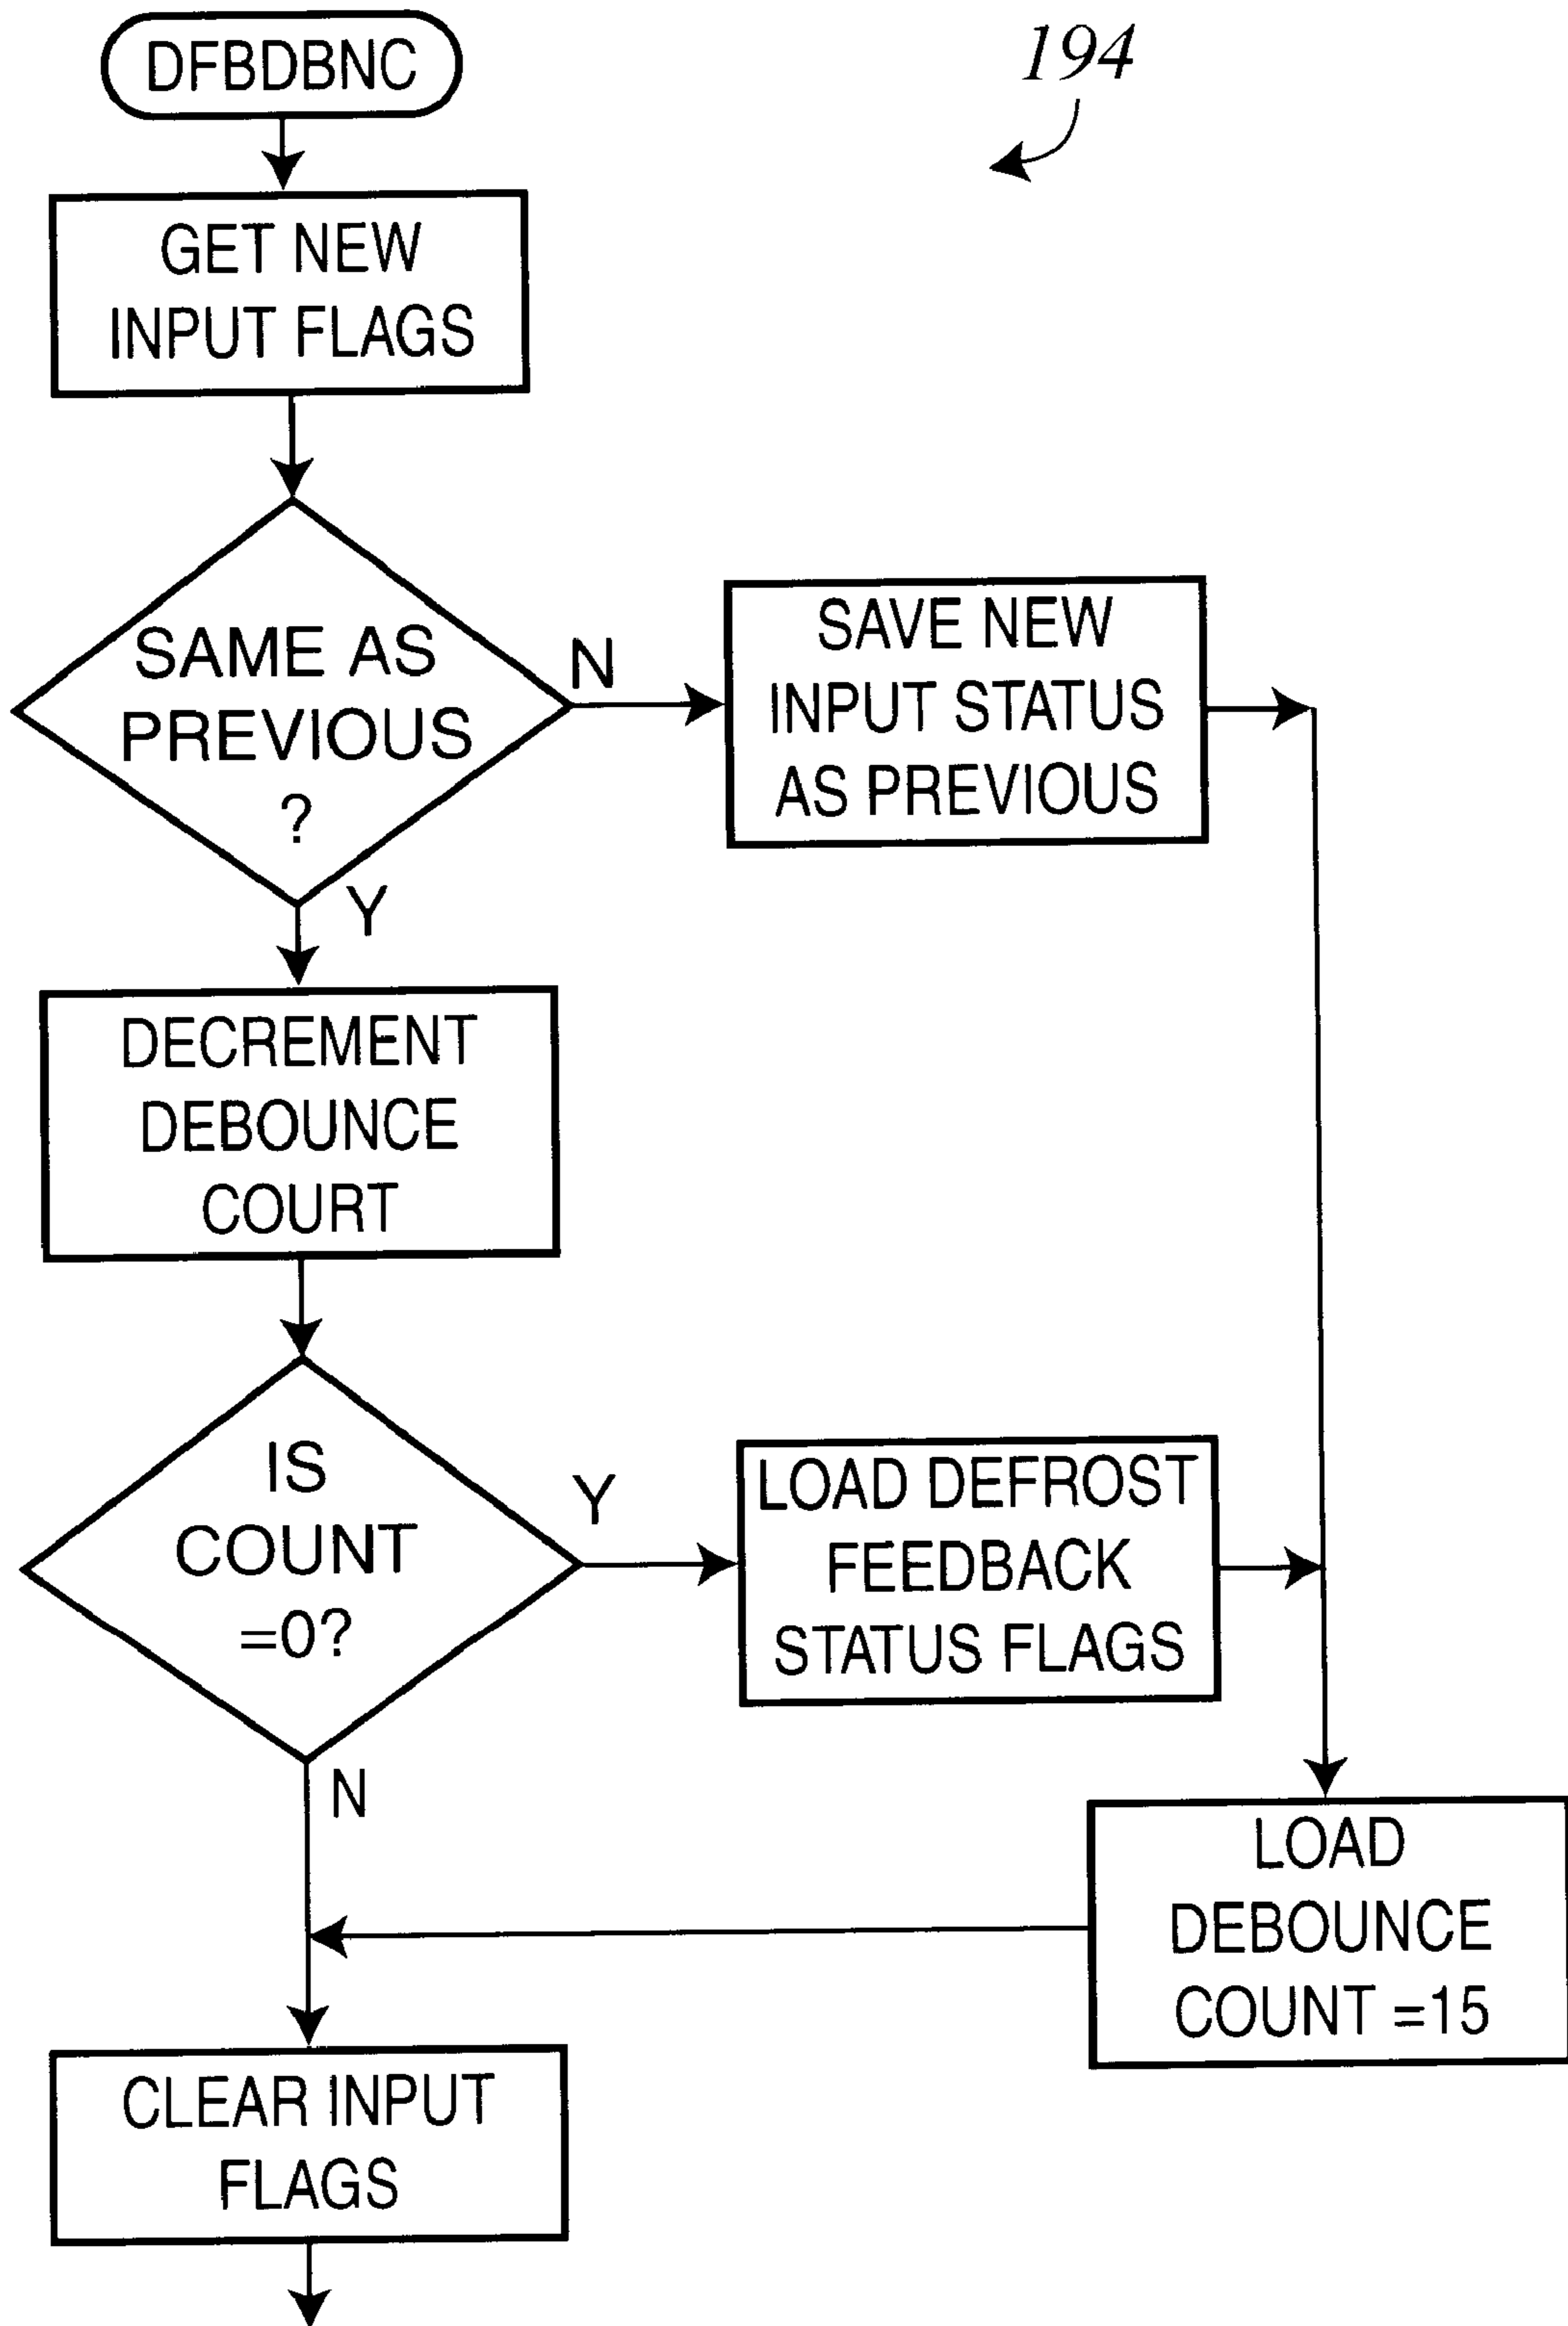 DFBDBNC
194
GET NEW
INPUT FLAGS
SAME AS
PREVIOUS
?
N
SAVE NEW
INPUT STATUS
AS PREVIOUS
Y
DECREMENT
DEBOUNCE
COURT
IS
COUNT
=0?
Y
LOAD DEFROST
FEEDBACK
STATUS FLAGS
N
LOAD
DEBOUNCE
COUNT =15
CLEAR INPUT
FLAGS